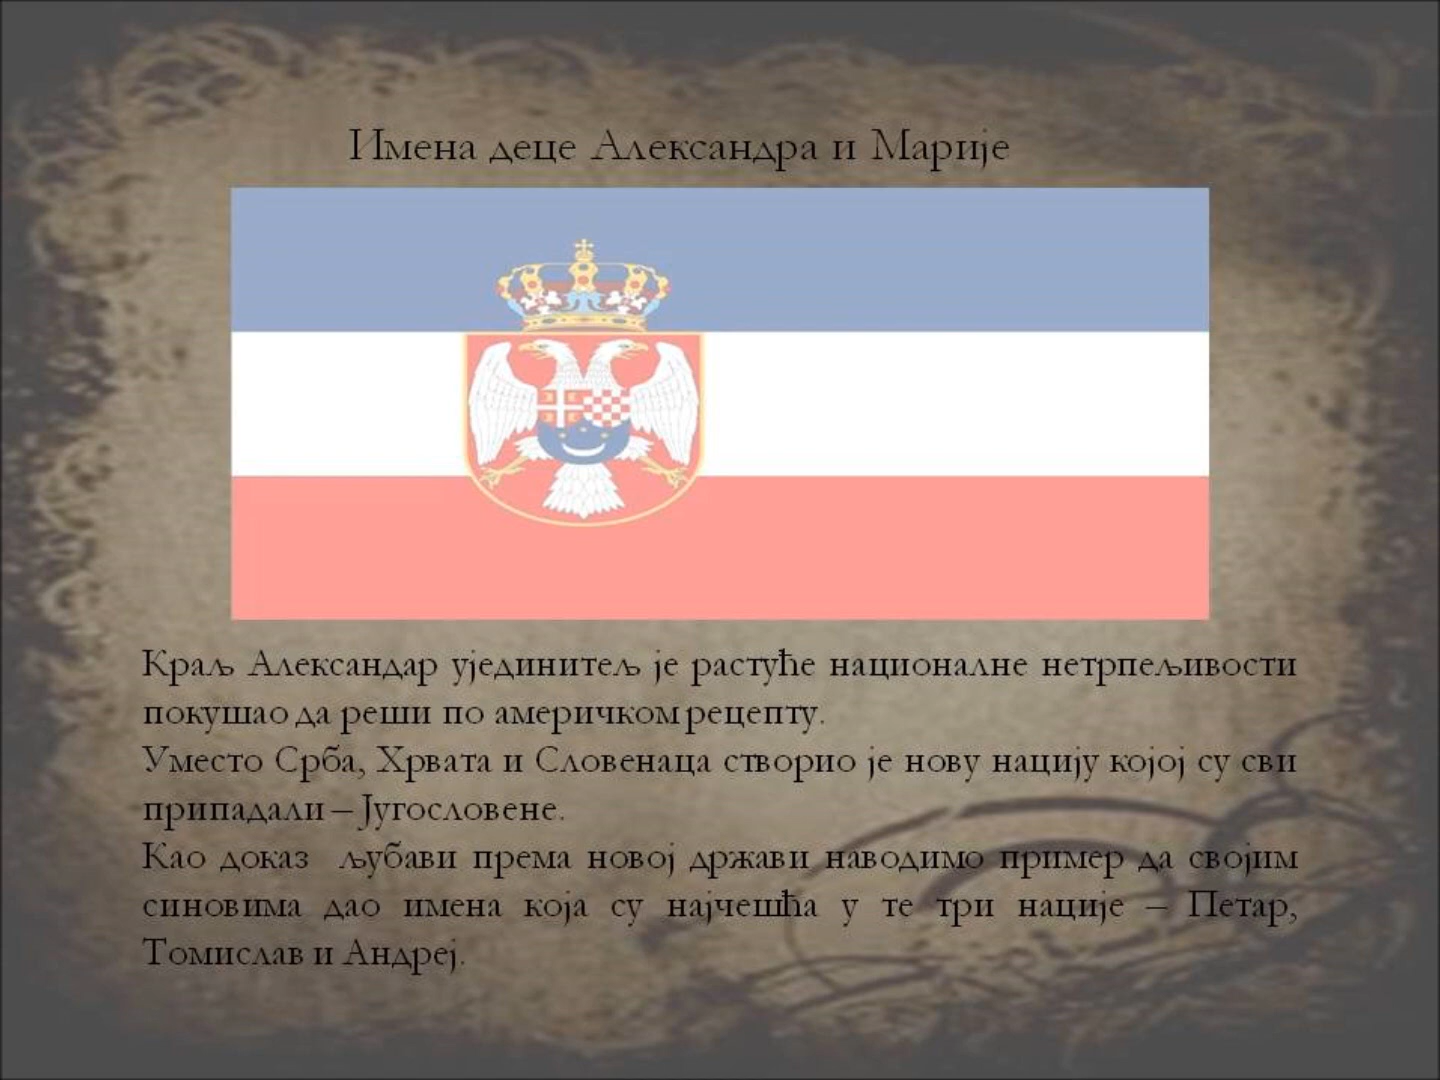 Имена деце Александра и Марије
Краљ Александар ујединитељ је растуће националне нетрпељивости
покушао да реши по америчком рецепту.
Уместо Срба, Хрвата и Словенаца створио је нову нацију којој су сви
припадали – Југословене.
Као доказ љубави према новој држави наводимо пример да својим
синовима дао имена која су најчешћа у те три нације – Петар,
Томислав и Андреј.